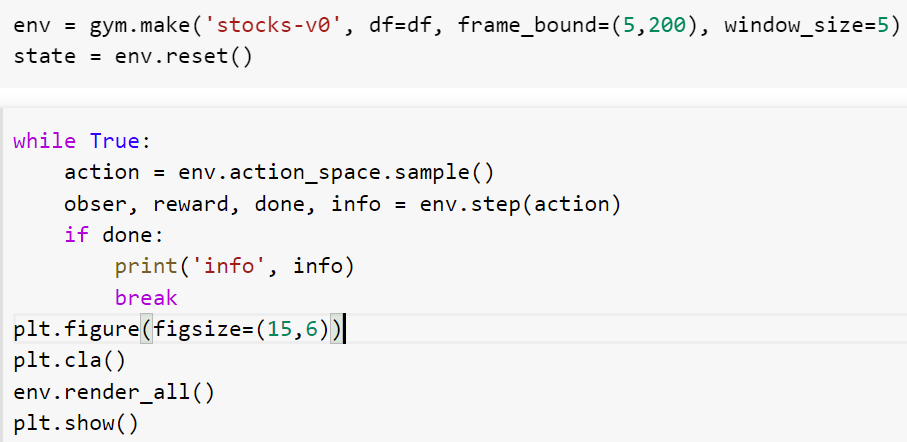 env = gym.make('stocks-v0', df=df, frame_bound=(5,200), window_size=5)
state = env.reset()
while True:
    action = env.action_space.sample()
    obser, reward, done, info = env.step(action)
    if done:
        print('info', info)
        break
plt.figure(figsize=(15,6))
plt.cla()
env.render_all()
plt.show()